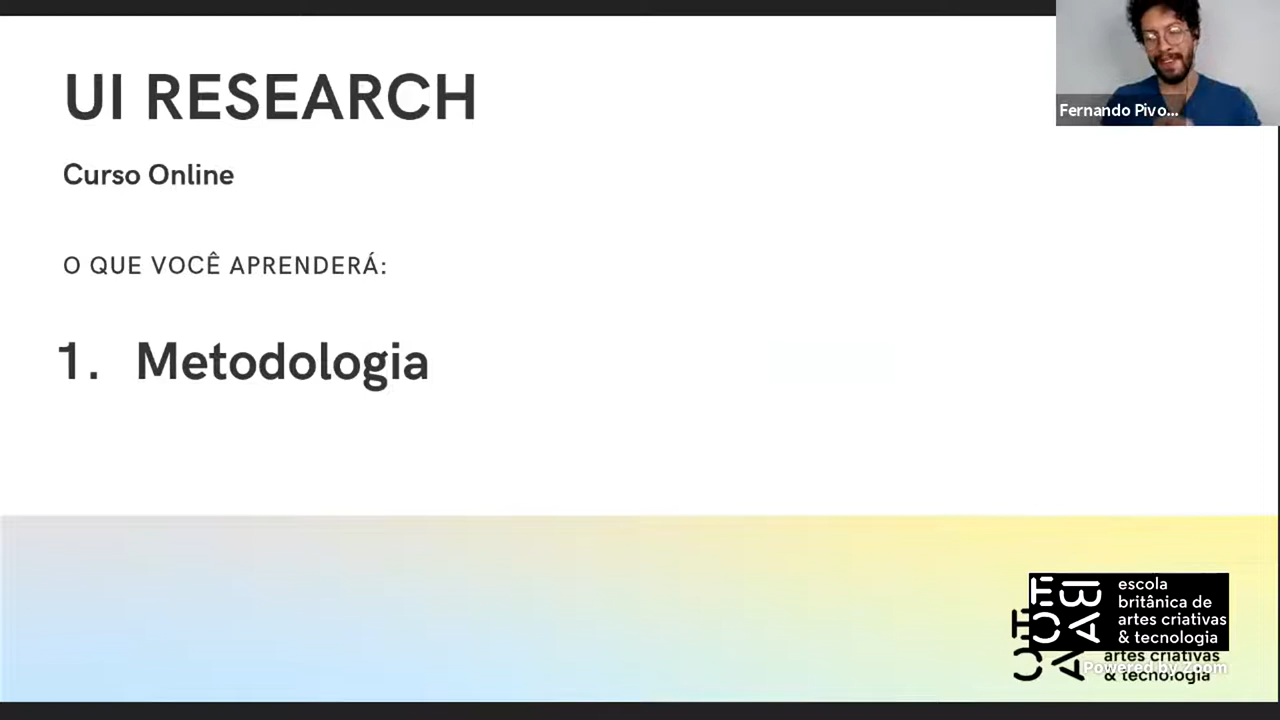 UI RESEARCH
Fernando Pivo...
Curso Online
O QUE VOCÊ APRENDERÁ:
1. Metodologia
escola
britânica de
artes criativas
& tecnologia
artes criativas
Powered by Zoom
& tecnologia